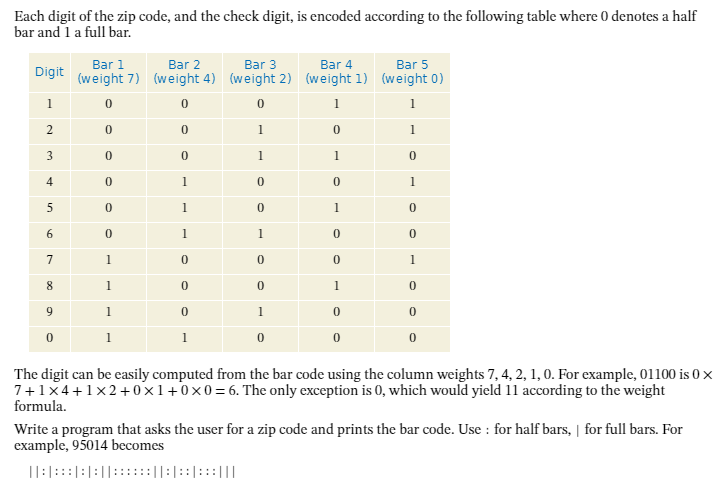 Each digit of the zip code, and the check digit, is encoded according to the following table where 0 denotes a half
bar and 1 a full bar.
Digit Bar 1 (weight 7) Bar 2 (weight 4) Bar 3 (weight 2) Bar 4 (weight 1) Bar 5 (weight 0)
1 0 0 0 1 1
2 0 0 1 0 1
3 0 0 1 1 0
4 0 1 0 0 1
5 0 1 0 1 0
6 0 1 1 0 0
7 1 0 0 0 1
8 1 0 0 1 0
9 1 0 1 0 0
0 1 1 0 0 0
The digit can be easily computed from the bar code using the column weights 7, 4, 2, 1, 0. For example, 01100 is 0 ×
7 + 1 × 4 + 1 × 2 + 0 × 1 + 0 × 0 = 6. The only exception is 0, which would yield 11 according to the weight
formula.
Write a program that asks the user for a zip code and prints the bar code. Use : for half bars, | for full bars. For
example, 95014 becomes
||:|:::|:|:||::::::||:|::|:::|||